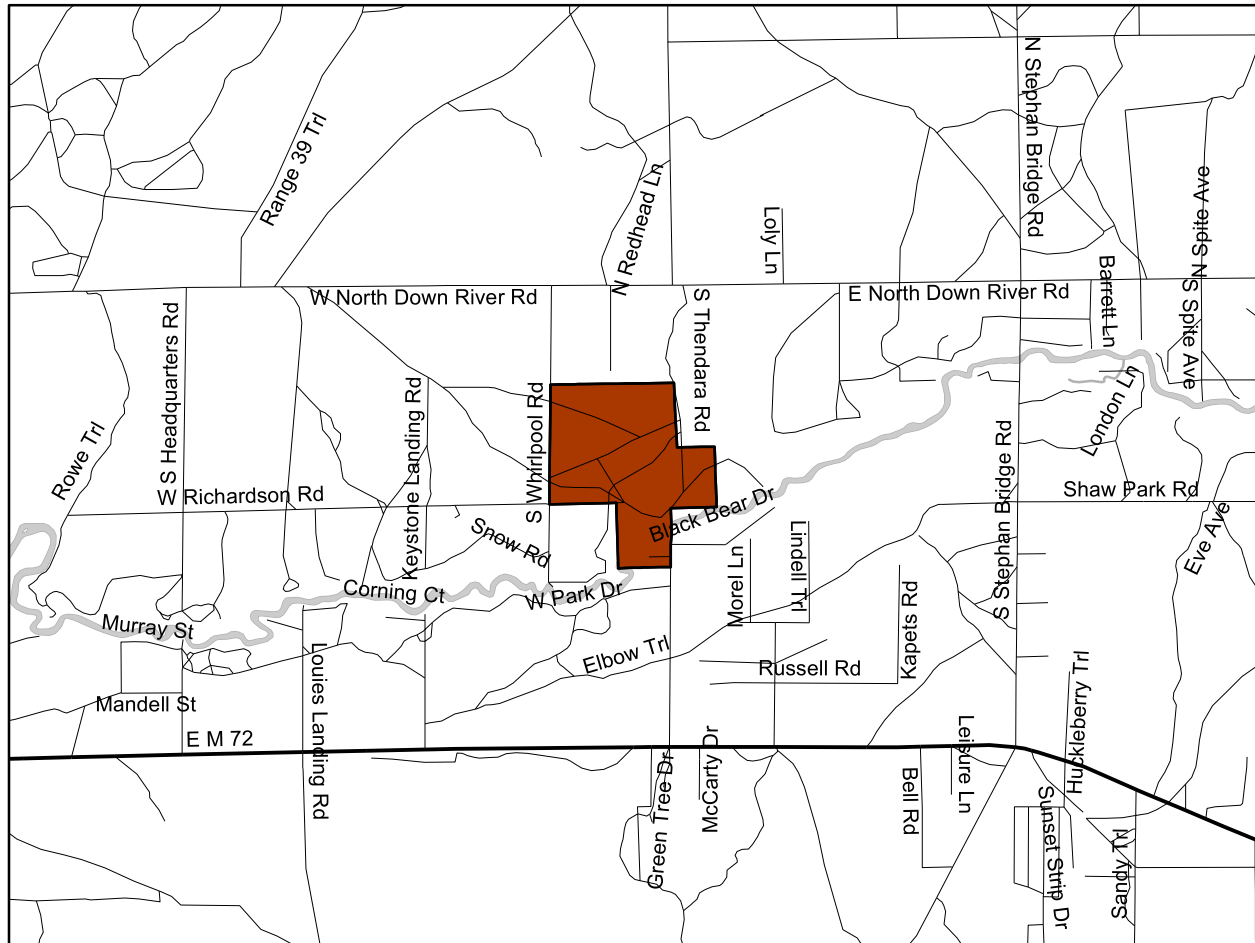 N Stephan Bridge Rd
Range 39 Trl
N Redhead Ln
N Spite Ave
Loly Ln
Barrett Ln
W North Down River Rd
E North Down River Rd
S Headquarters Rd
S Thendara Rd
S Spite Ave
Keystone Landing Rd
S Whirlpool Rd
London Ln
Rowe Trl
S Stephan Bridge Rd
W Richardson Rd
Shaw Park Rd
Black Bear Dr
Snow Rd
Eve Ave
Lindell Trl
Morel Ln
Corning Ct
W Park Dr
Kapets Rd
Murray St
Elbow Trl
Russell Rd
Louies Landing Rd
Huckleberry Trl
Mandell St
E M 72
Leisure Ln
McCarty Dr
Green Tree Dr
Bell Rd
Sunset Strip Dr
Sandy Trl